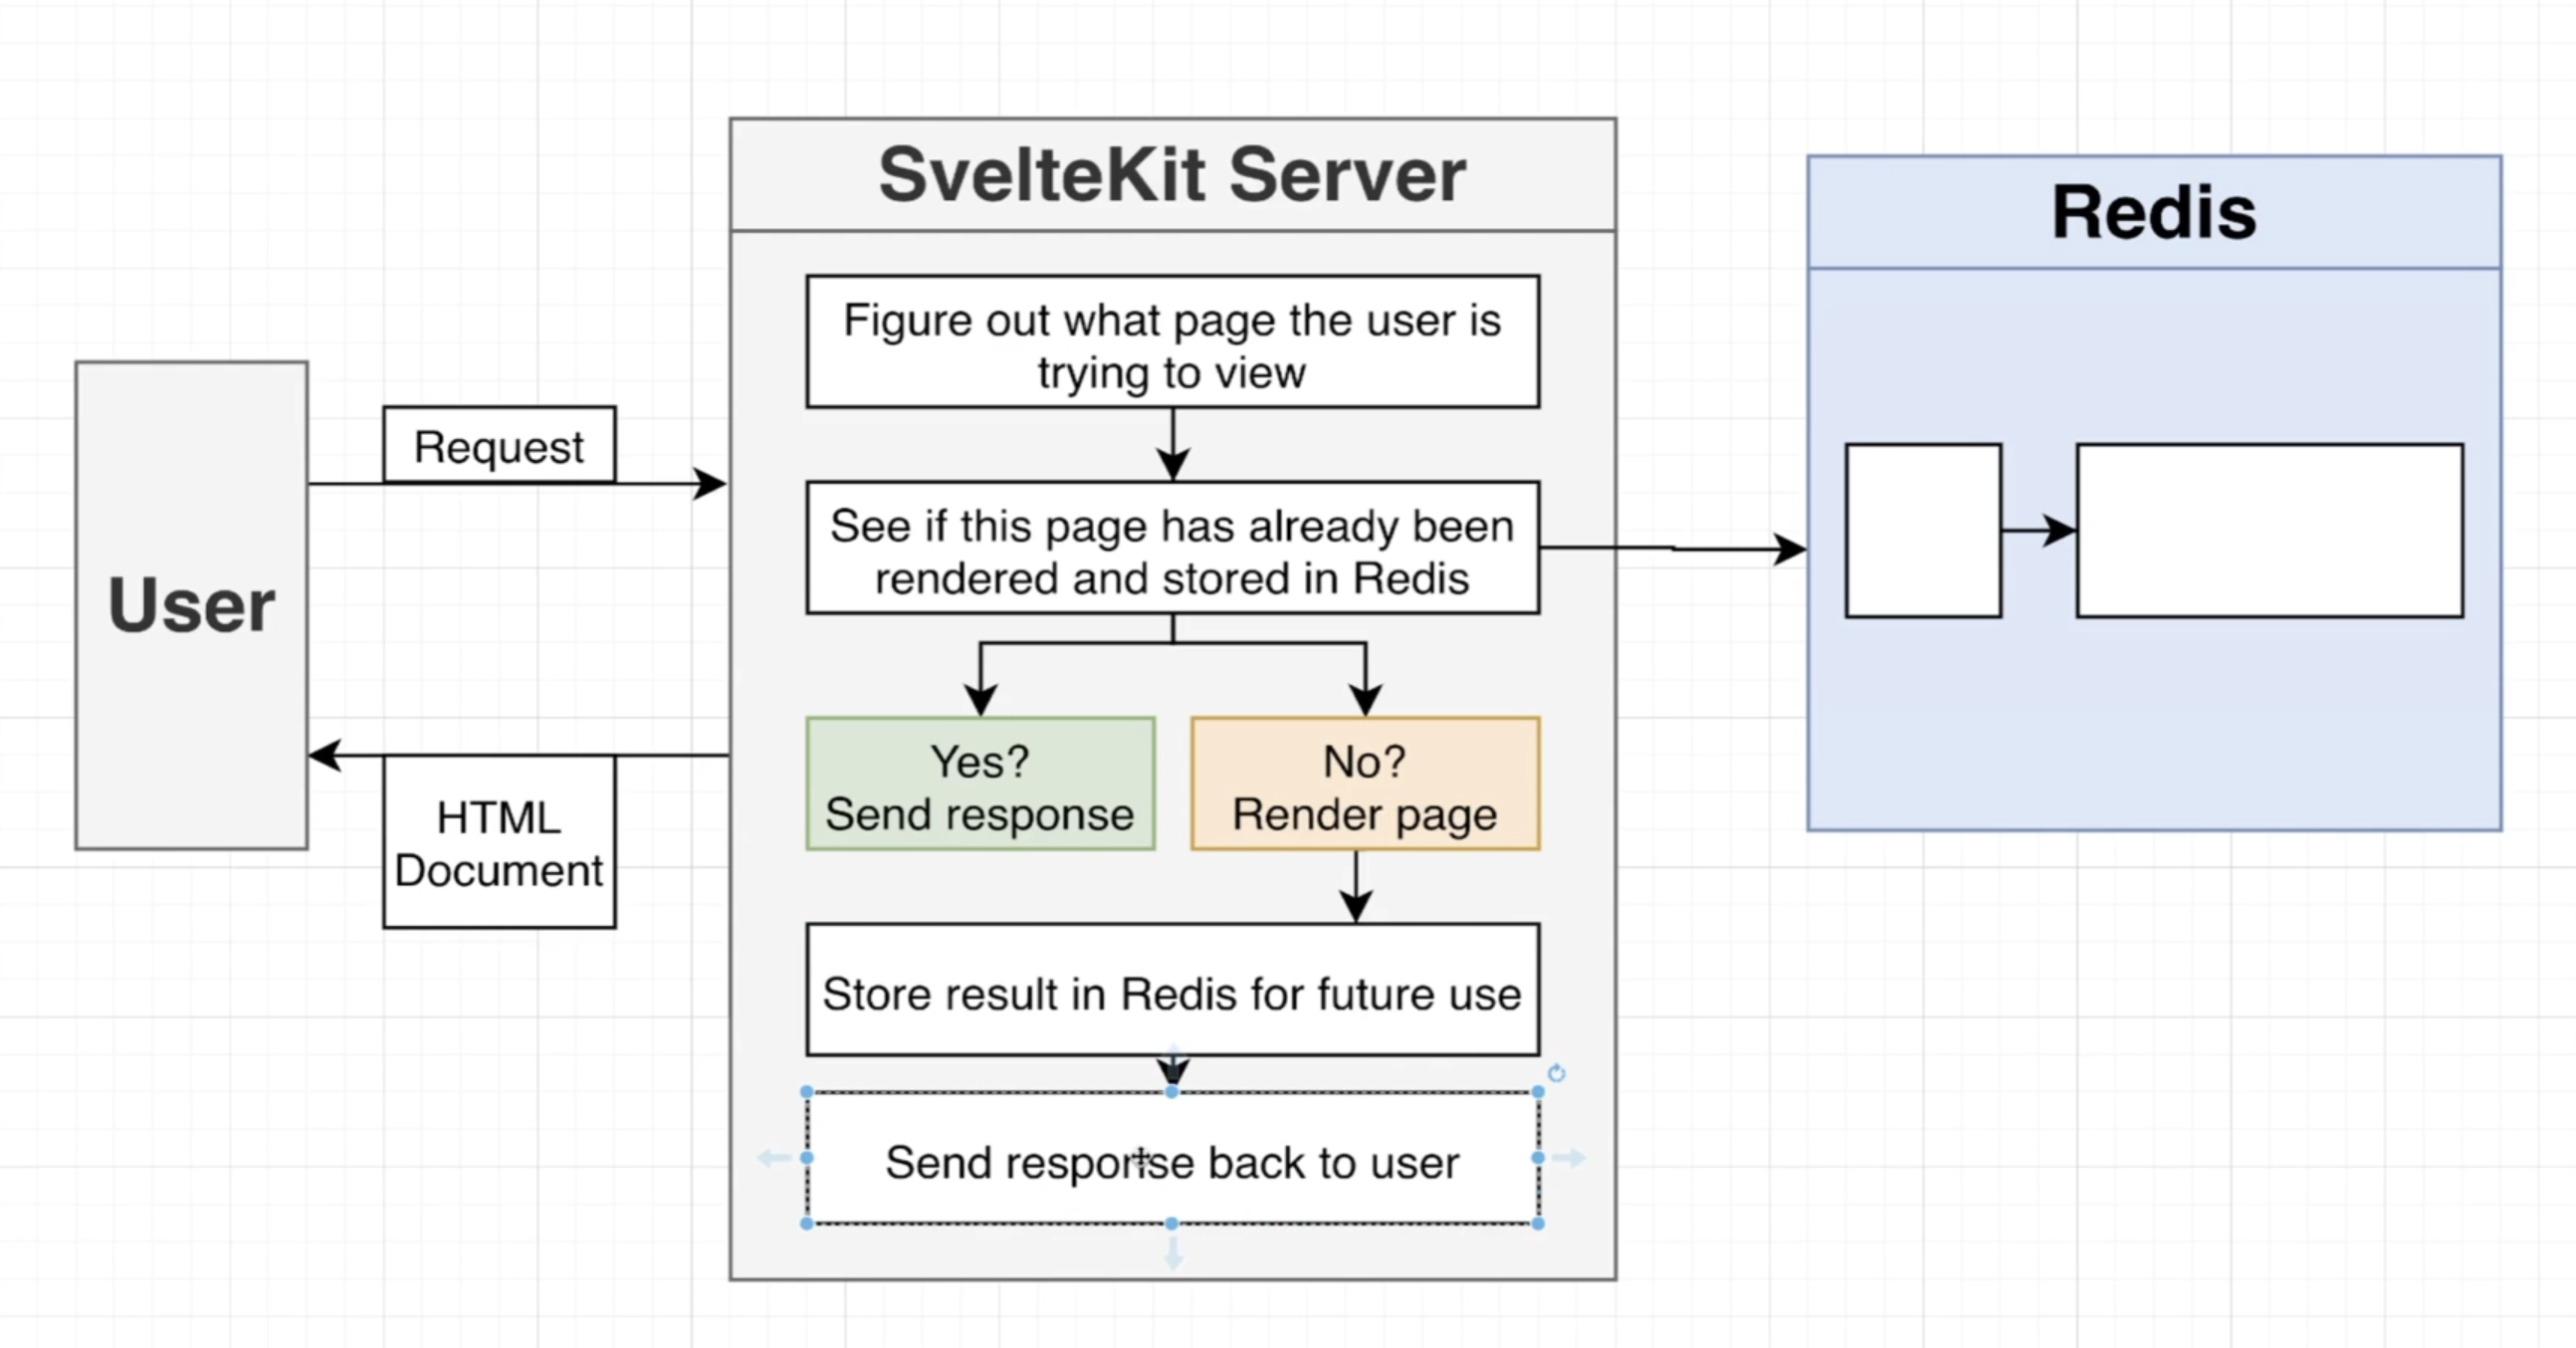 SvelteKit Server
Redis
Figure out what page the user is
trying to view
Request
See if this page has already been
rendered and stored in Redis
User
Yes?
Send response
No?
Render page
HTML
Document
Store result in Redis for future use
Send response back to user